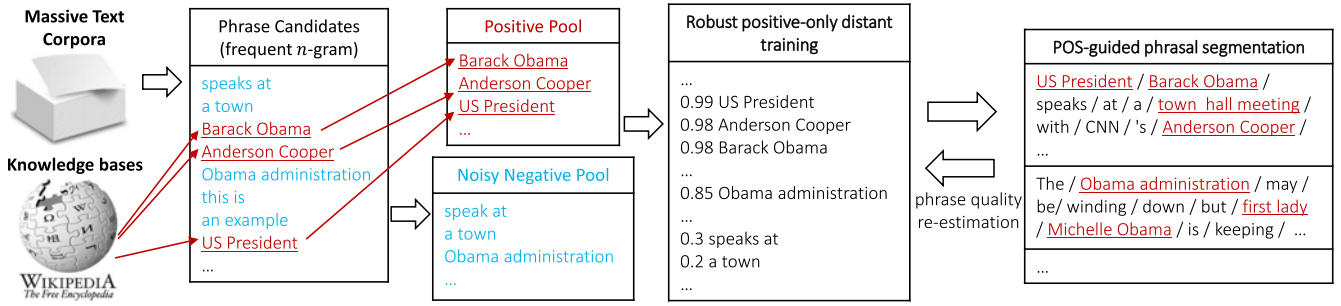 Massive Text
Corpora
Knowledge bases
WIKIPEDIA
The Free Encyclopedia
Phrase Candidates
(frequent n-gram)
speaks at
a town
Barack Obama
Anderson Cooper
Obama administration
this is
an example
US President
...
Positive Pool
Barack Obama
Anderson Cooper
US President
...
Noisy Negative Pool
speak at
a town
Obama administration
...
Robust positive-only distant
training
...
0.99 US President
0.98 Anderson Cooper
0.98 Barack Obama
...
0.85 Obama administration
...
0.3 speaks at
0.2 a town
phrase quality
re-estimation
POS-guided phrasal segmentation
US President / Barack Obama /
speaks / at / a / town hall meeting /
with / CNN / 's / Anderson Cooper /
...
The / Obama administration / may /
be/ winding / down / but / first lady
/ Michelle Obama / is / keeping / ...
...